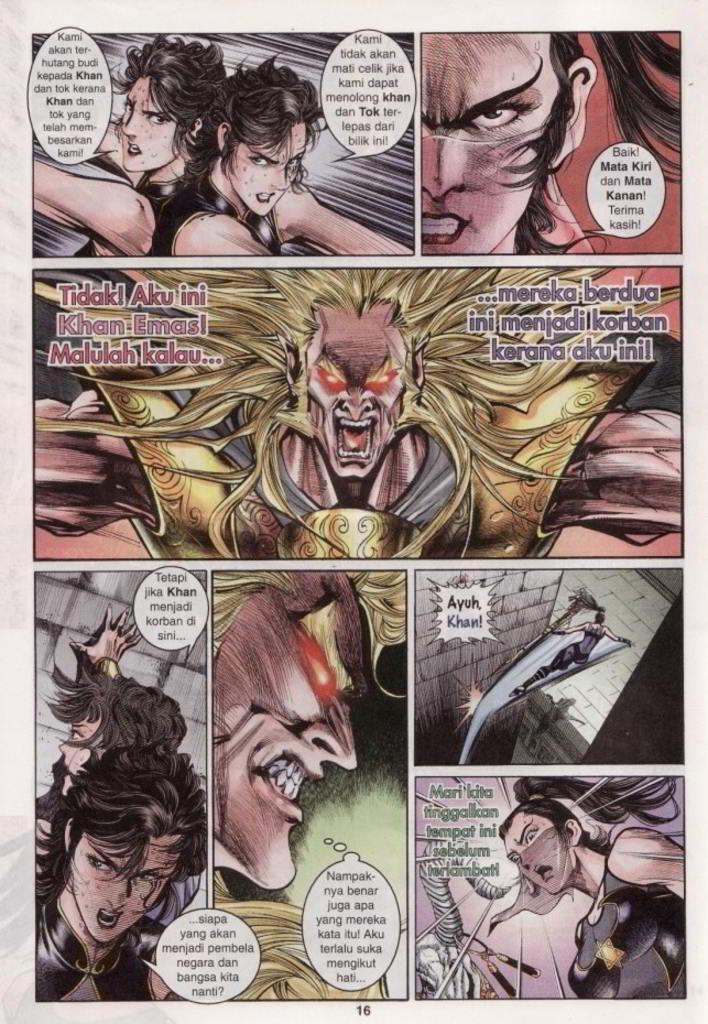 Kami
akan ter-
hutang budi
kepada Khan
dan tok kerana
Khan dan
tok yang
telah mem-
besarkan
kami!
Kami
tidak akan
mati celik jika
kami dapat
menolong khan
dan Tok ter-
lepas dari
bilik ini!
Baik!
Mata Kiri
dan Mata
Kanan!
Terima
kasih!
Tidak! Aku ini
Khan Emas!
Malulah kalau...
...mereka berdua
ini menjadi korban
kerana aku ini!
Tetapi
jika Khan
menjadi
korban di
sini...
...siapa
yang akan
menjadi pembela
negara dan
bangsa kita
nanti?
Nampak-
nya benar
juga apa
yang mereka
kata itu! Aku
terlalu suka
mengikut
hati...
Ayuh,
Khan!
Mari kita
tinggalkan
tempat ini
sebelum
terlambat!
16